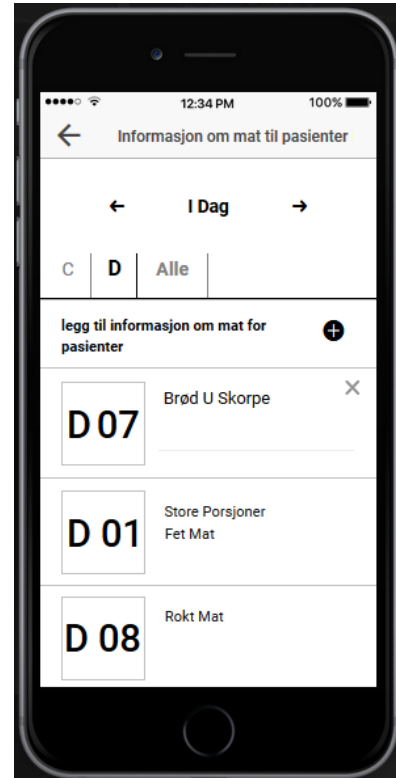 12:34 PM 100%
Informasjon om mat til pasienter
I Dag
C D Alle
legg til informasjon om mat for
pasienter
D 07
Brød U Skorpe
D 01
Store Porsjoner
Fet Mat
D 08
Rokt Mat